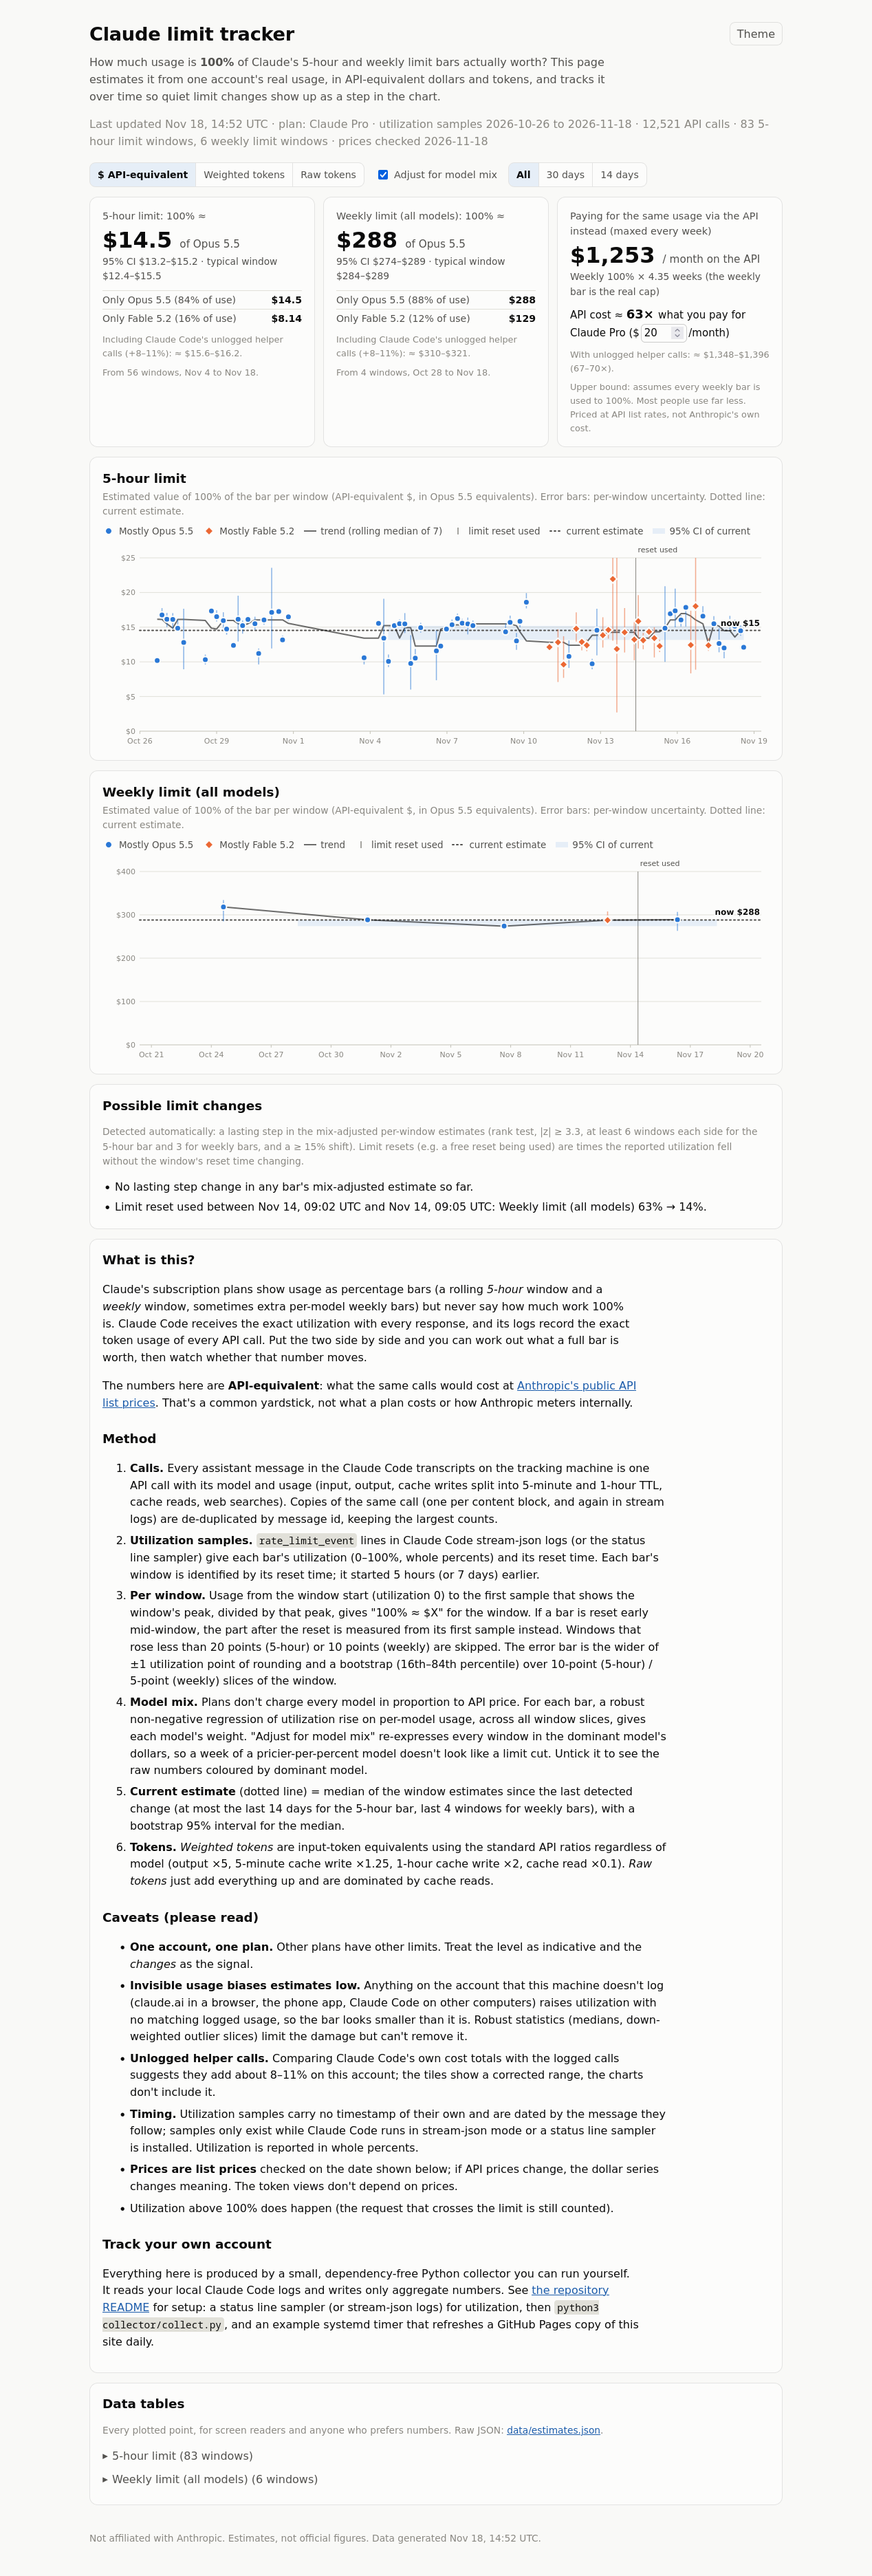 Claude limit tracker
Theme
How much usage is 100% of Claude's 5-hour and weekly limit bars actually worth? This page
estimates it from one account's real usage, in API-equivalent dollars and tokens, and tracks it
over time so quiet limit changes show up as a step in the chart.
Last updated Nov 18, 14:52 UTC · plan: Claude Pro · utilization samples 2026-10-26 to 2026-11-18 · 12,521 API calls · 83 5-
hour limit windows, 6 weekly limit windows · prices checked 2026-11-18
$ API-equivalent
Weighted tokens
Raw tokens
Adjust for model mix
All
30 days
14 days
5-hour limit: 100% ≈
$14.5 of Opus 5.5
95% CI $13.2–$15.2 · typical window
$12.4–$15.5
Only Opus 5.5 (84% of use) $14.5
Only Fable 5.2 (16% of use) $8.14
Including Claude Code's unlogged helper
calls (+8–11%): ≈ $15.6–$16.2.
From 56 windows, Nov 4 to Nov 18.
Weekly limit (all models): 100% ≈
$288 of Opus 5.5
95% CI $274–$289 · typical window
$284–$289
Only Opus 5.5 (88% of use) $288
Only Fable 5.2 (12% of use) $129
Including Claude Code's unlogged helper
calls (+8–11%): ≈ $310–$321.
From 4 windows, Oct 28 to Nov 18.
Paying for the same usage via the API
instead (maxed every week)
$1,253 / month on the API
Weekly 100% × 4.35 weeks (the weekly
bar is the real cap)
API cost ≈ 63× what you pay for
Claude Pro ($ 20 /month)
With unlogged helper calls: ≈ $1,348–$1,396
(67–70×).
Upper bound: assumes every weekly bar is
used to 100%. Most people use far less.
Priced at API list rates, not Anthropic's own
cost.
5-hour limit
Estimated value of 100% of the bar per window (API-equivalent $, in Opus 5.5 equivalents). Error bars: per-window uncertainty. Dotted line:
current estimate.
Mostly Opus 5.5 Mostly Fable 5.2 trend (rolling median of 7) limit reset used current estimate 95% CI of current
reset used
$25
$20
$15
$10
$5
$0
now $15
Oct 26 Oct 29 Nov 1 Nov 4 Nov 7 Nov 10 Nov 13 Nov 16 Nov 19
Weekly limit (all models)
Estimated value of 100% of the bar per window (API-equivalent $, in Opus 5.5 equivalents). Error bars: per-window uncertainty. Dotted line:
current estimate.
Mostly Opus 5.5 Mostly Fable 5.2 trend limit reset used current estimate 95% CI of current
reset used
$400
$300
$200
$100
$0
now $288
Oct 21 Oct 24 Oct 27 Oct 30 Nov 2 Nov 5 Nov 8 Nov 11 Nov 14 Nov 17 Nov 20
Possible limit changes
Detected automatically: a lasting step in the mix-adjusted per-window estimates (rank test, |z| ≥ 3.3, at least 6 windows each side for the
5-hour bar and 3 for weekly bars, and a ≥ 15% shift). Limit resets (e.g. a free reset being used) are times the reported utilization fell
without the window's reset time changing.
• No lasting step change in any bar's mix-adjusted estimate so far.
• Limit reset used between Nov 14, 09:02 UTC and Nov 14, 09:05 UTC: Weekly limit (all models) 63% → 14%.
What is this?
Claude's subscription plans show usage as percentage bars (a rolling 5-hour window and a
weekly window, sometimes extra per-model weekly bars) but never say how much work 100%
is. Claude Code receives the exact utilization with every response, and its logs record the exact
token usage of every API call. Put the two side by side and you can work out what a full bar is
worth, then watch whether that number moves.
The numbers here are API-equivalent: what the same calls would cost at Anthropic's public API
list prices. That's a common yardstick, not what a plan costs or how Anthropic meters internally.
Method
1. Calls. Every assistant message in the Claude Code transcripts on the tracking machine is one
API call with its model and usage (input, output, cache writes split into 5-minute and 1-hour TTL,
cache reads, web searches). Copies of the same call (one per content block, and again in stream
logs) are de-duplicated by message id, keeping the largest counts.
2. Utilization samples. rate_limit_event lines in Claude Code stream-json logs (or the status
line sampler) give each bar's utilization (0–100%, whole percents) and its reset time. Each bar's
window is identified by its reset time; it started 5 hours (or 7 days) earlier.
3. Per window. Usage from the window start (utilization 0) to the first sample that shows the
window's peak, divided by that peak, gives "100% ≈ $X" for the window. If a bar is reset early
mid-window, the part after the reset is measured from its first sample instead. Windows that
rose less than 20 points (5-hour) or 10 points (weekly) are skipped. The error bar is the wider of
±1 utilization point of rounding and a bootstrap (16th–84th percentile) over 10-point (5-hour) /
5-point (weekly) slices of the window.
4. Model mix. Plans don't charge every model in proportion to API price. For each bar, a robust
non-negative regression of utilization rise on per-model usage, across all window slices, gives
each model's weight. "Adjust for model mix" re-expresses every window in the dominant model's
dollars, so a week of a pricier-per-percent model doesn't look like a limit cut. Untick it to see the
raw numbers coloured by dominant model.
5. Current estimate (dotted line) = median of the window estimates since the last detected
change (at most the last 14 days for the 5-hour bar, last 4 windows for weekly bars), with a
bootstrap 95% interval for the median.
6. Tokens. Weighted tokens are input-token equivalents using the standard API ratios regardless of
model (output ×5, 5-minute cache write ×1.25, 1-hour cache write ×2, cache read ×0.1). Raw
tokens just add everything up and are dominated by cache reads.
Caveats (please read)
• One account, one plan. Other plans have other limits. Treat the level as indicative and the
changes as the signal.
• Invisible usage biases estimates low. Anything on the account that this machine doesn't log
(claude.ai in a browser, the phone app, Claude Code on other computers) raises utilization with
no matching logged usage, so the bar looks smaller than it is. Robust statistics (medians, down-
weighted outlier slices) limit the damage but can't remove it.
• Unlogged helper calls. Comparing Claude Code's own cost totals with the logged calls
suggests they add about 8–11% on this account; the tiles show a corrected range, the charts
don't include it.
• Timing. Utilization samples carry no timestamp of their own and are dated by the message they
follow; samples only exist while Claude Code runs in stream-json mode or a status line sampler
is installed. Utilization is reported in whole percents.
• Prices are list prices checked on the date shown below; if API prices change, the dollar series
changes meaning. The token views don't depend on prices.
• Utilization above 100% does happen (the request that crosses the limit is still counted).
Track your own account
Everything here is produced by a small, dependency-free Python collector you can run yourself.
It reads your local Claude Code logs and writes only aggregate numbers. See the repository
README for setup: a status line sampler (or stream-json logs) for utilization, then python3
collector/collect.py, and an example systemd timer that refreshes a GitHub Pages copy of this
site daily.
Data tables
Every plotted point, for screen readers and anyone who prefers numbers. Raw JSON: data/estimates.json.
▸ 5-hour limit (83 windows)
▸ Weekly limit (all models) (6 windows)
Not affiliated with Anthropic. Estimates, not official figures. Data generated Nov 18, 14:52 UTC.